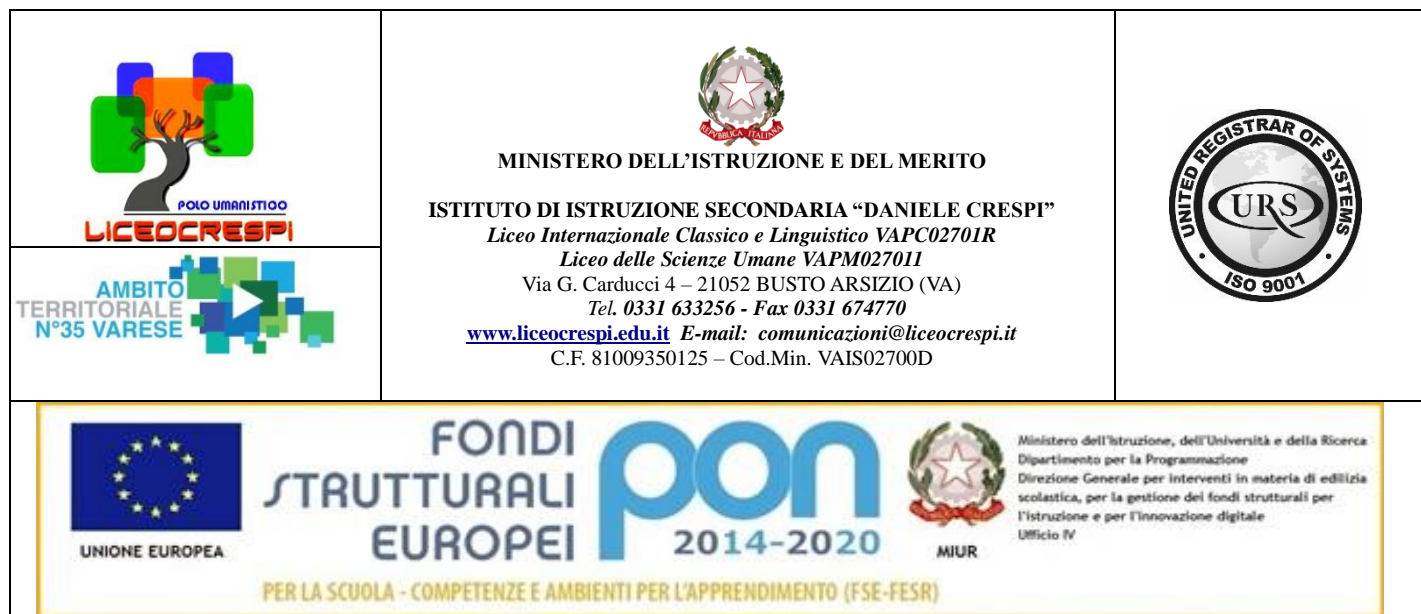 POLO UMANISTICO
LICEOCRESPI
AMBITO
TERRITORIALE
N°35 VARESE
REPVBBLICA ITALIANA
MINISTERO DELL’ISTRUZIONE E DEL MERITO
ISTITUTO DI ISTRUZIONE SECONDARIA “DANIELE CRESPI”
Liceo Internazionale Classico e Linguistico VAPC02701R
Liceo delle Scienze Umane VAPM027011
Via G. Carducci 4 – 21052 BUSTO ARSIZIO (VA)
Tel. 0331 633256 - Fax 0331 674770
www.liceocrespi.edu.it E-mail: comunicazioni@liceocrespi.it
C.F. 81009350125 – Cod.Min. VAIS02700D
UNITED REGISTRAR OF SYSTEMS
URS
· ISO 9001 ·
UNIONE EUROPEA
FONDI
STRUTTURALI
EUROPEI
pon
2014-2020
MIUR
Ministero dell'Istruzione, dell'Università e della Ricerca
Dipartimento per la Programmazione
Direzione Generale per interventi in materia di edilizia
scolastica, per la gestione dei fondi strutturali per
l'istruzione e per l'innovazione digitale
Ufficio IV
PER LA SCUOLA - COMPETENZE E AMBIENTI PER L'APPRENDIMENTO (FSE-FESR)